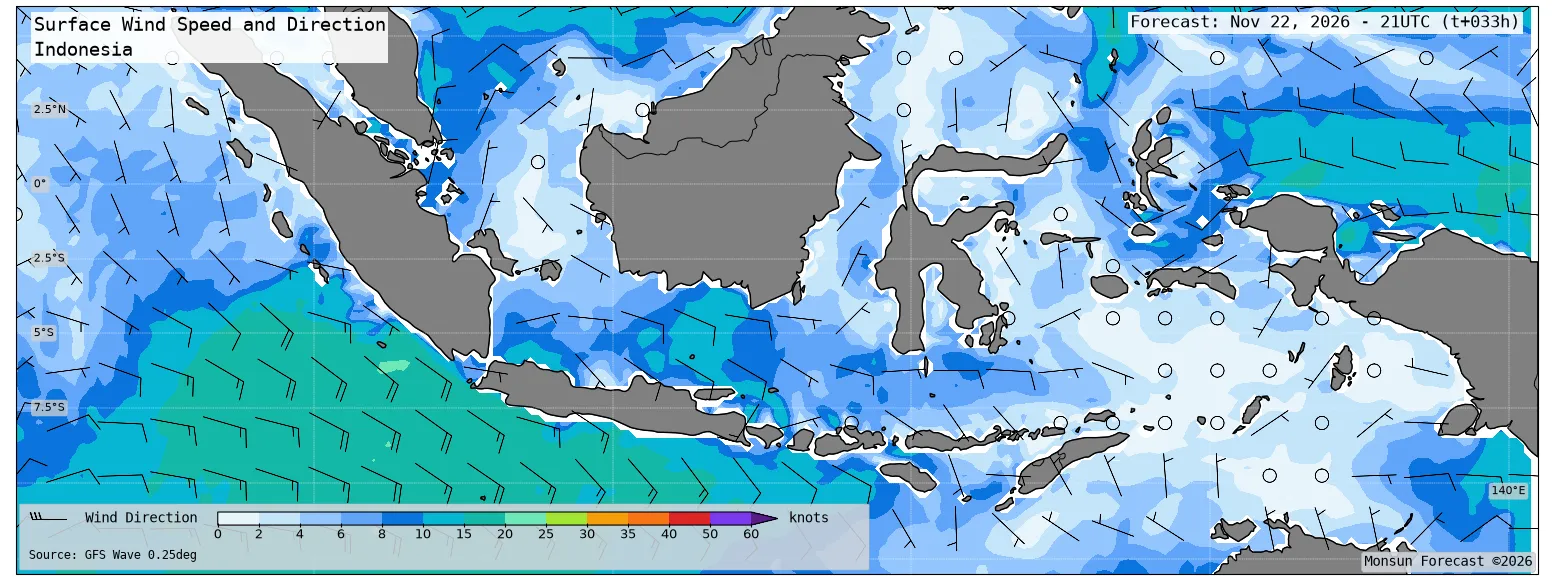 Surface Wind Speed and Direction
Indonesia
Forecast: Nov 22, 2026 - 21UTC (t+033h)
2.5°N
0°
2.5°S
5°S
7.5°S
140°E
Wind Direction
0 2 4 6 8 10 15 20 25 30 35 40 50 60
knots
Source: GFS Wave 0.25deg
Monsun Forecast ©2026